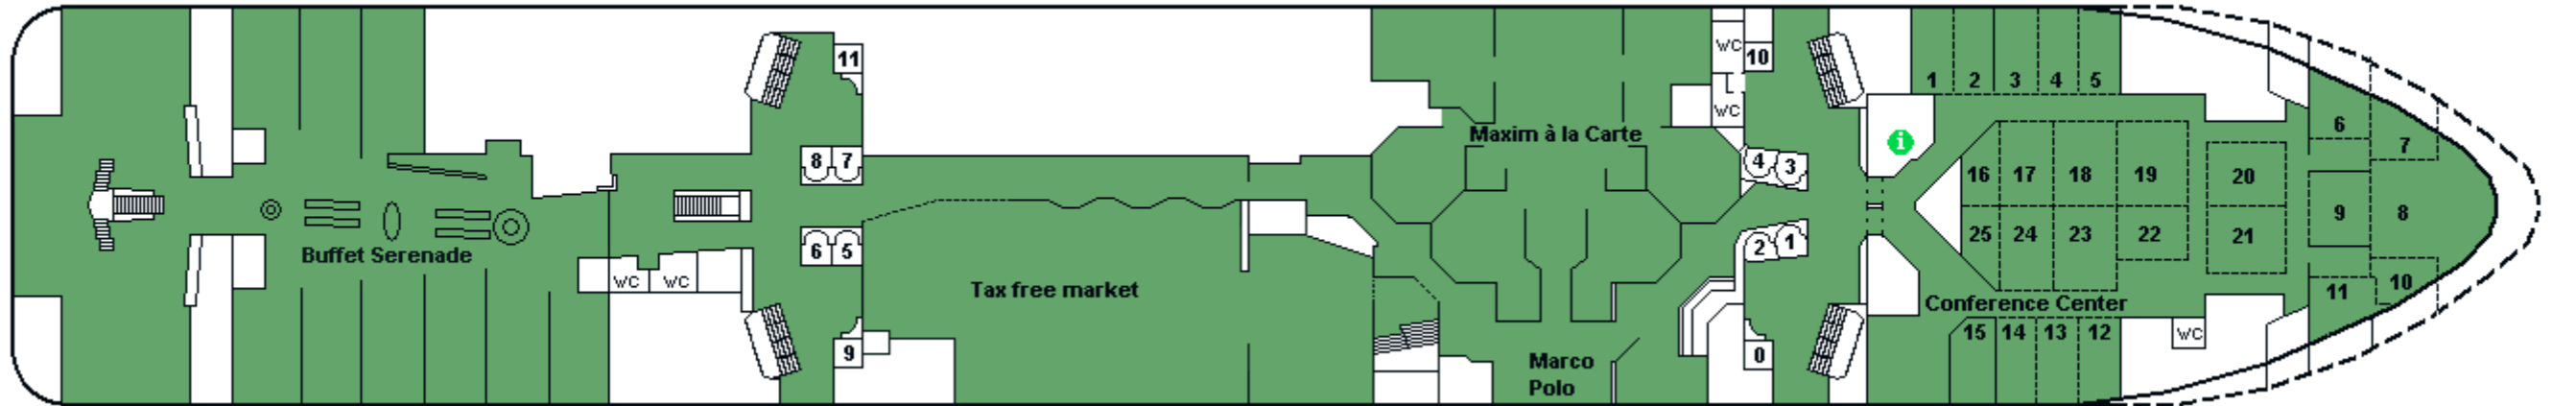 11
WC
10
1 2 3 4 5
6
7
Maxim à la Carte
i
8 7
4 3
16 17 18 19
20
9 8
6 5
2 1
25 24 23 22
21
Buffet Serenade
WC WC
Tax free market
WC
11 10
Conference Center
15 14 13 12
WC
9
0
Marco
Polo